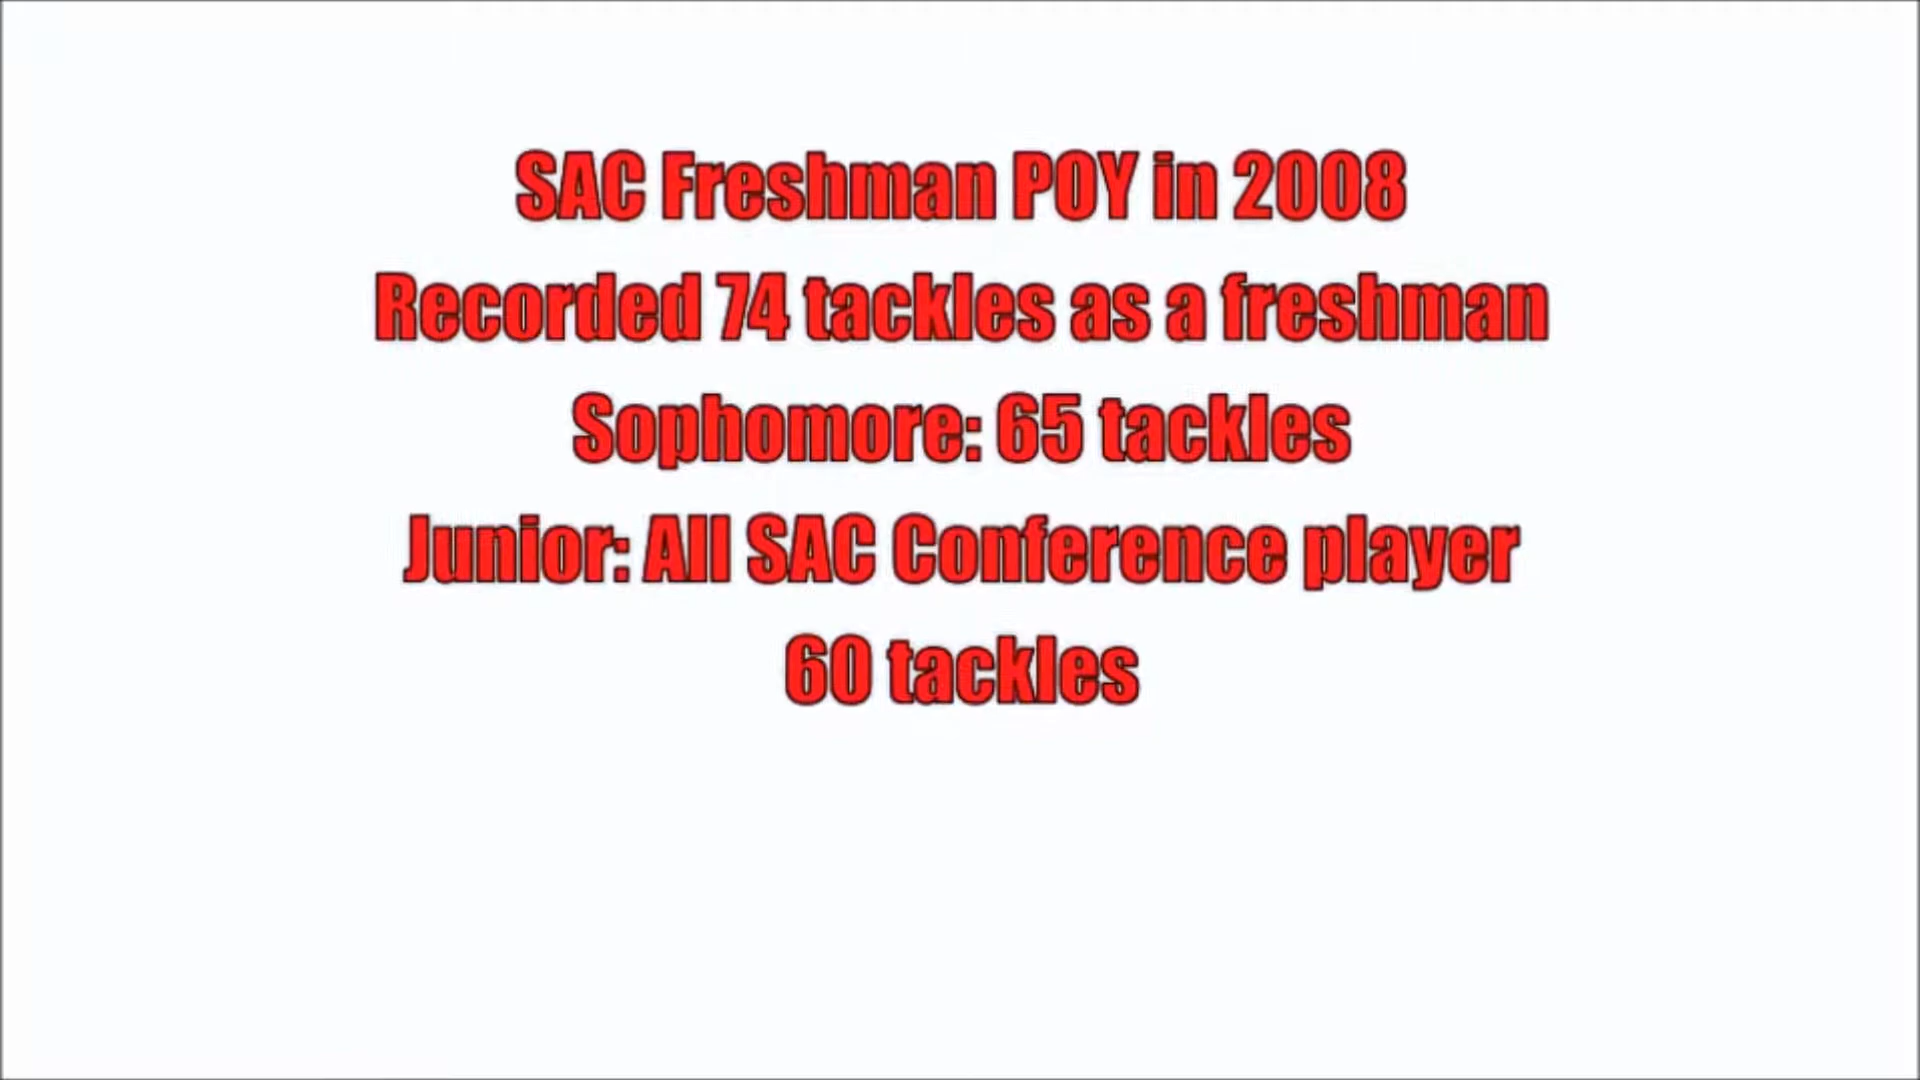 SAC Freshman POY in 2008
Recorded 74 tackles as a freshman
Sophomore: 65 tackles
Junior: All SAC Conference player
60 tackles